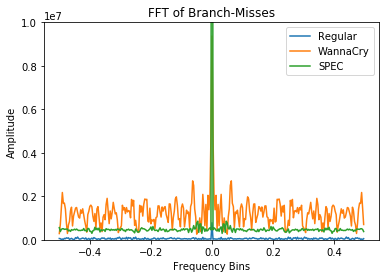 FFT of Branch-Misses
1e7
1.0
0.8
0.6
0.4
0.2
0.0
Amplitude
Regular
WannaCry
SPEC
−0.4 −0.2 0.0 0.2 0.4
Frequency Bins